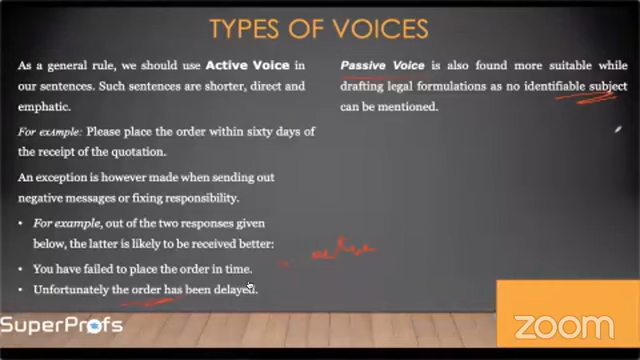 TYPES OF VOICES
As a general rule, we should use Active Voice in
our sentences. Such sentences are shorter, direct and
emphatic.
For example: Please place the order within sixty days of
the receipt of the quotation.
An exception is however made when sending out
negative messages or fixing responsibility.
• For example, out of the two responses given
below, the latter is likely to be received better:
• You have failed to place the order in time.
• Unfortunately the order has been delayed.
Passive Voice is also found more suitable while
drafting legal formulations as no identifiable subject
can be mentioned.
SuperProfs
zoom